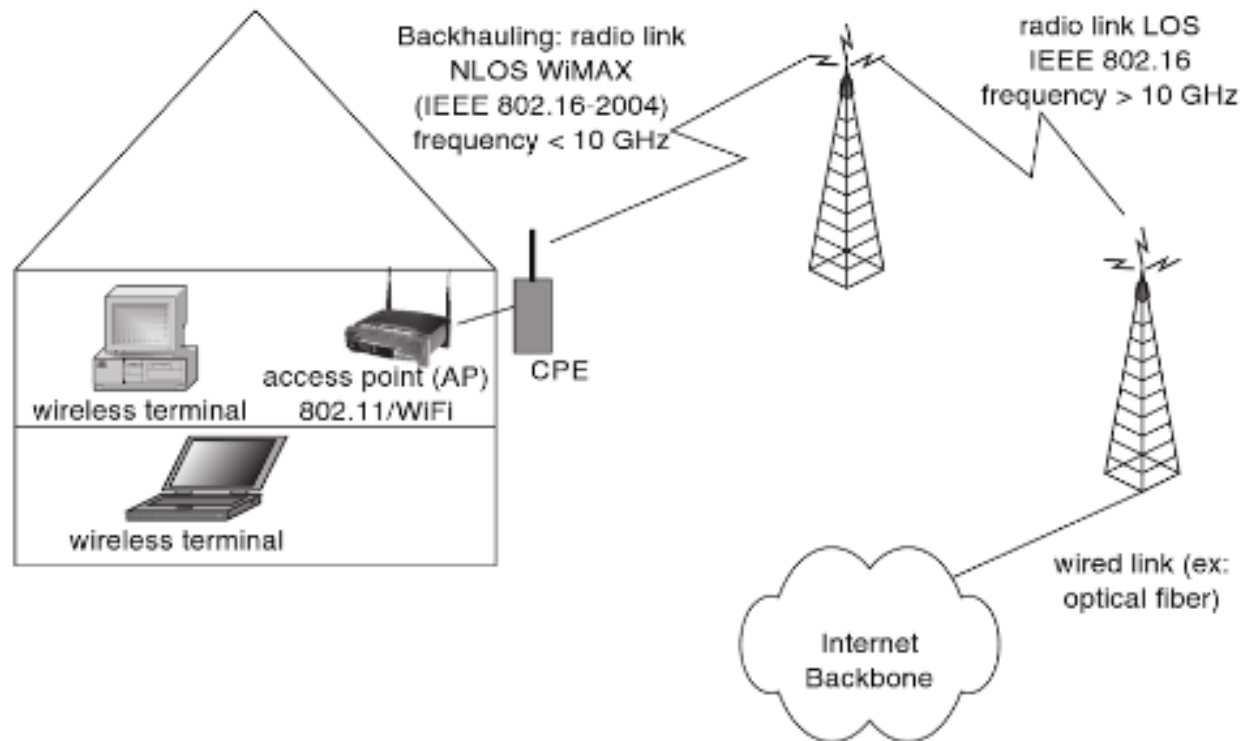 Backhauling: radio link
NLOS WiMAX
(IEEE 802.16-2004)
frequency < 10 GHz
radio link LOS
IEEE 802.16
frequency > 10 GHz
CPE
access point (AP)
802.11/WiFi
wireless terminal
wireless terminal
wired link (ex:
optical fiber)
Internet
Backbone